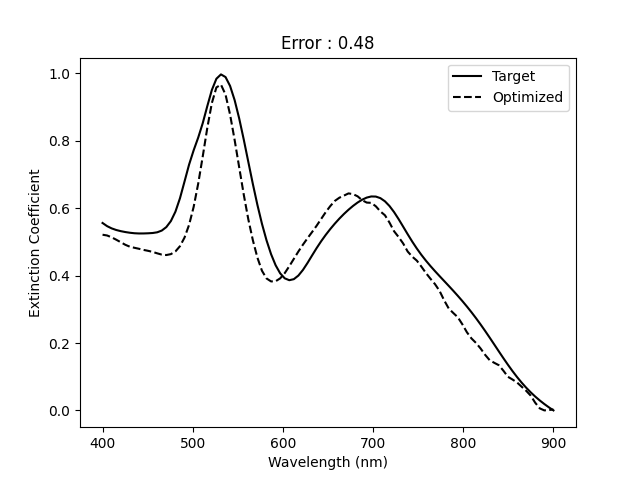 Error : 0.48
Target
Optimized
Extinction Coefficient
1.0
0.8
0.6
0.4
0.2
0.0
400 500 600 700 800 900
Wavelength (nm)